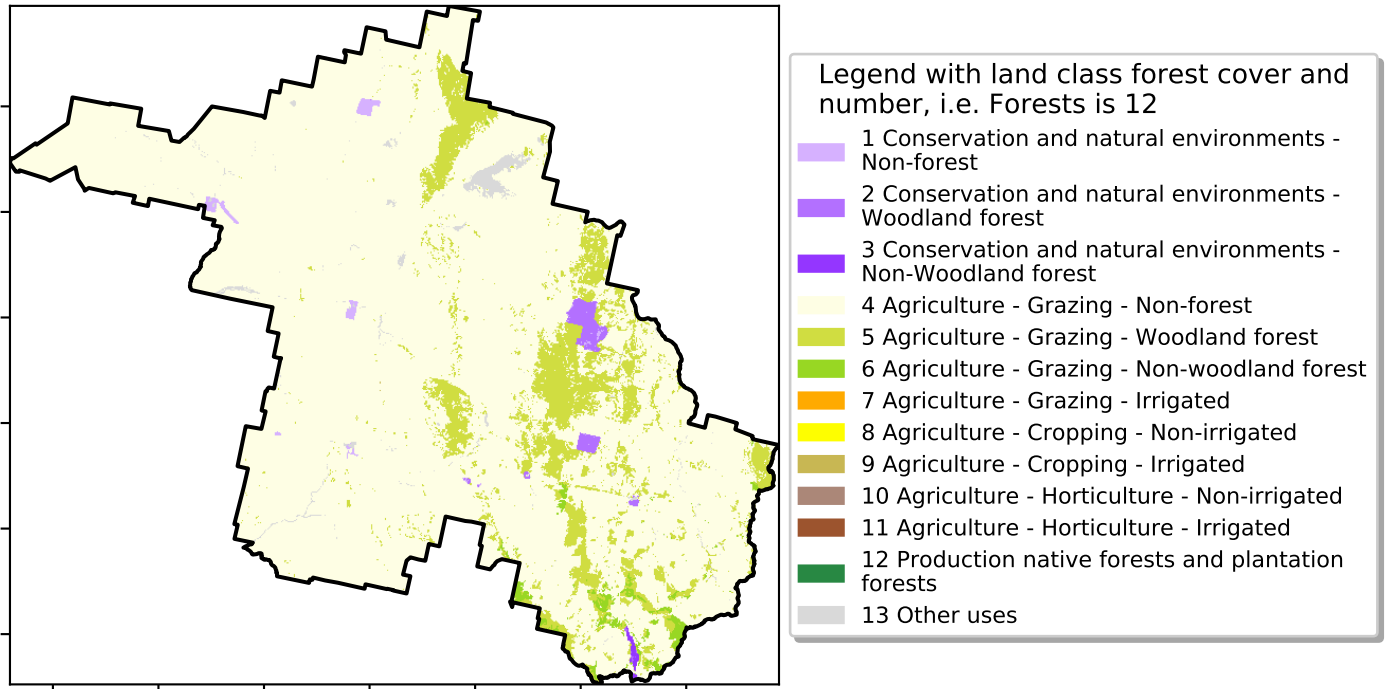 Legend with land class forest cover and
number, i.e. Forests is 12
1 Conservation and natural environments -
Non-forest
2 Conservation and natural environments -
Woodland forest
3 Conservation and natural environments -
Non-Woodland forest
4 Agriculture - Grazing - Non-forest
5 Agriculture - Grazing - Woodland forest
6 Agriculture - Grazing - Non-woodland forest
7 Agriculture - Grazing - Irrigated
8 Agriculture - Cropping - Non-irrigated
9 Agriculture - Cropping - Irrigated
10 Agriculture - Horticulture - Non-irrigated
11 Agriculture - Horticulture - Irrigated
12 Production native forests and plantation
forests
13 Other uses